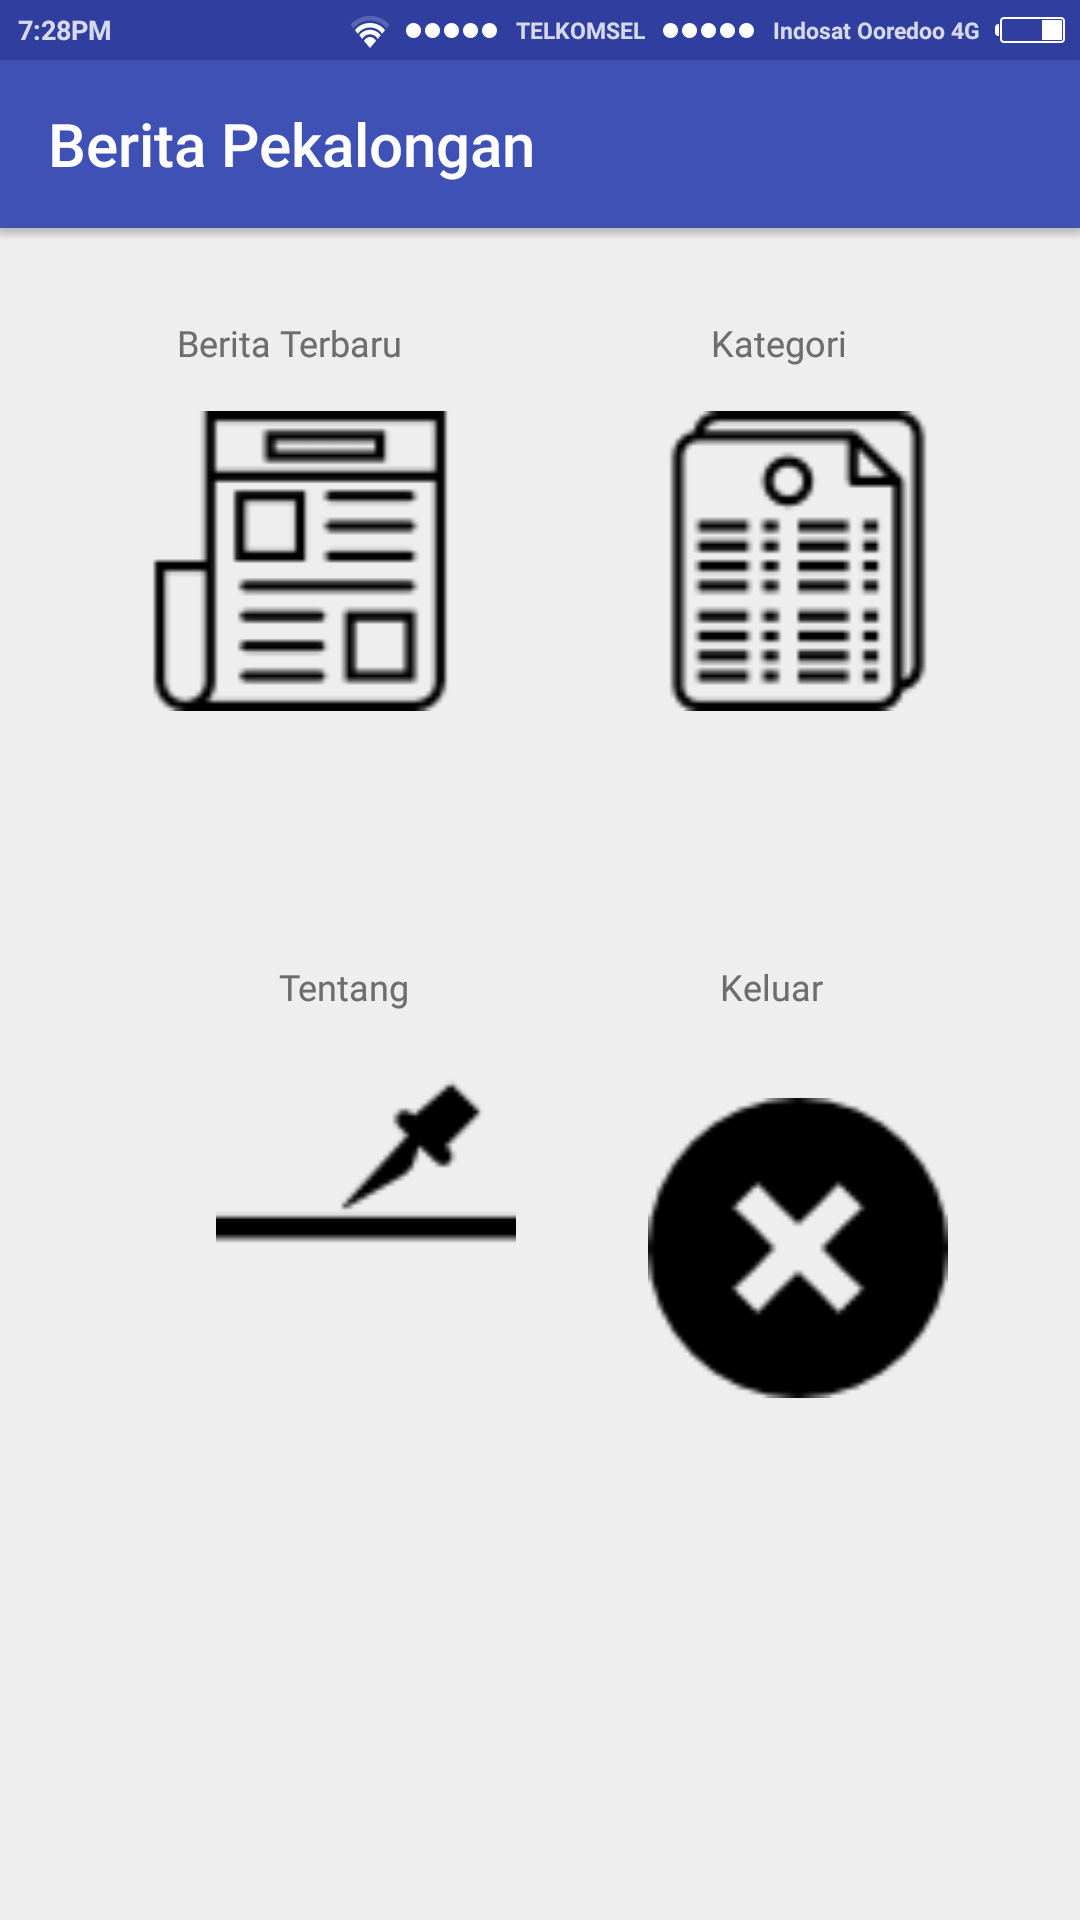 7:28PM TELKOMSEL Indosat Ooredoo 4G
Berita Pekalongan
Berita Terbaru Kategori
Tentang Keluar